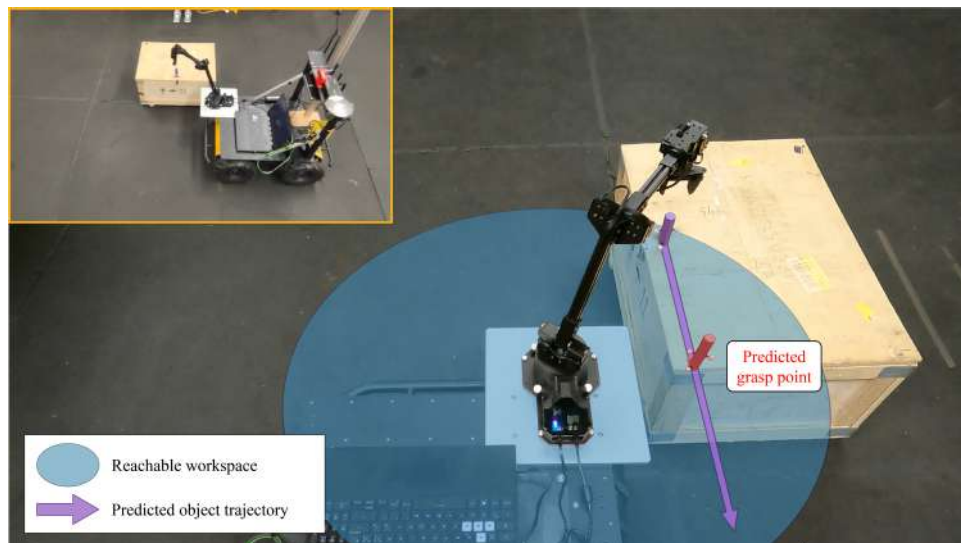 Predicted
grasp point
Reachable workspace
Predicted object trajectory